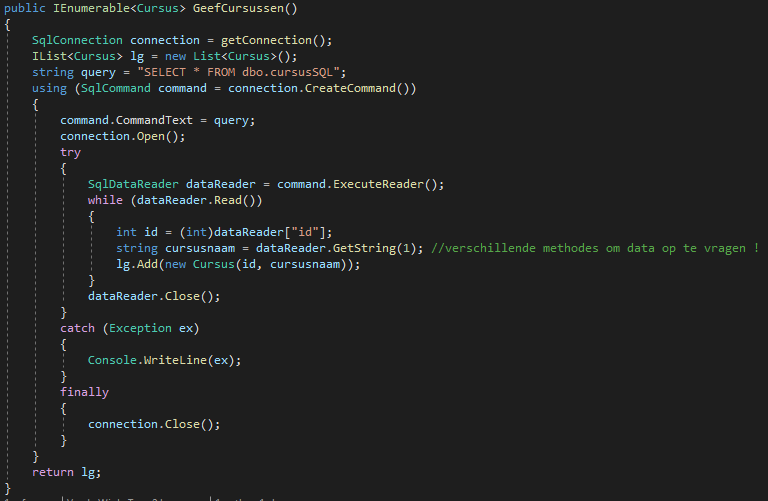 public IEnumerable<Cursus> GeefCursussen()
{
SqlConnection connection = getConnection();
IList<Cursus> lg = new List<Cursus>();
string query = "SELECT * FROM dbo.cursusSQL";
using (SqlCommand command = connection.CreateCommand())
{
command.CommandText = query;
connection.Open();
try
{
SqlDataReader dataReader = command.ExecuteReader();
while (dataReader.Read())
{
int id = (int)dataReader["id"];
string cursusnaam = dataReader.GetString(1); //verschillende methodes om data op te vragen !
lg.Add(new Cursus(id, cursusnaam));
}
dataReader.Close();
}
catch (Exception ex)
{
Console.WriteLine(ex);
}
finally
{
connection.Close();
}
}
return lg;
}